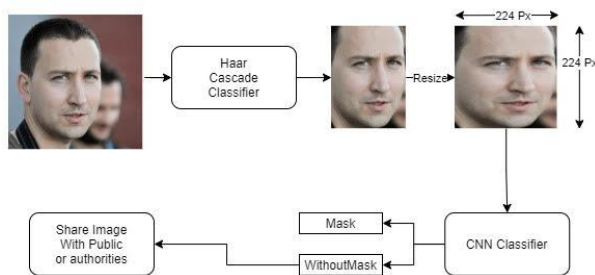 224 Px
Haar
Cascade
Classifier
Resize
224 Px
Mask
Share Image
With Public
or authorities
CNN Classifier
WithoutMask